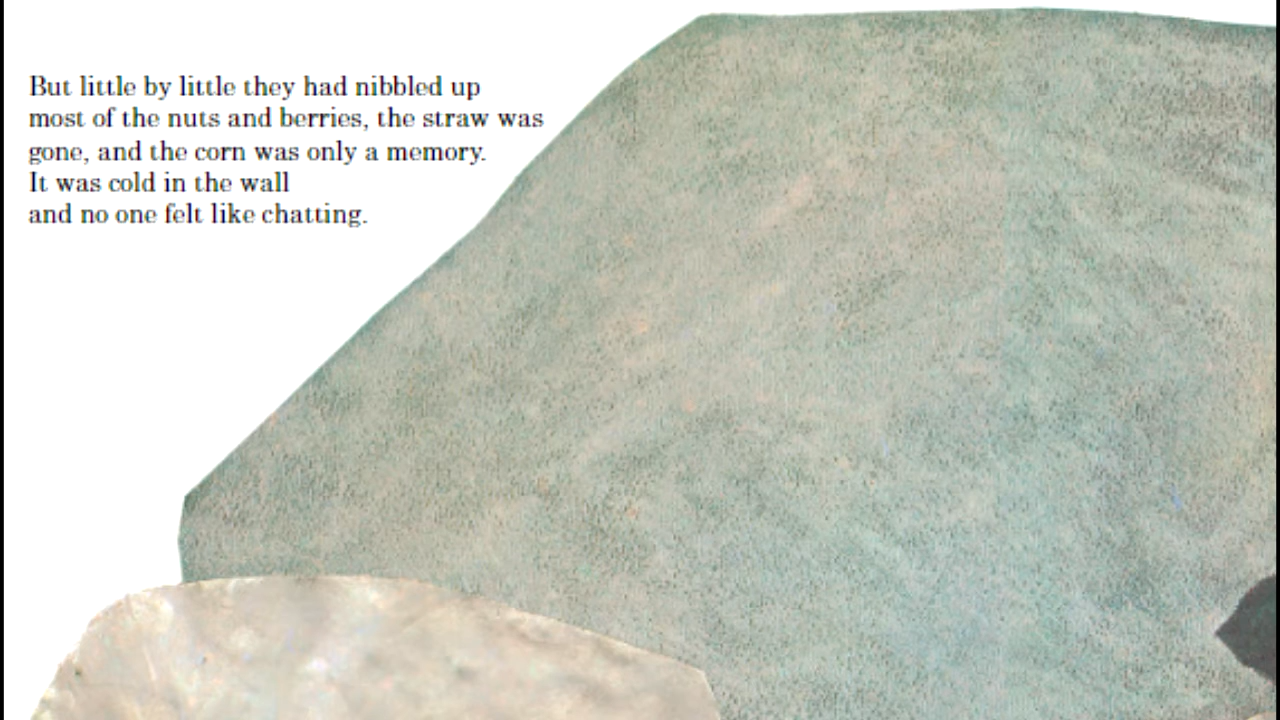 But little by little they had nibbled up
most of the nuts and berries, the straw was
gone, and the corn was only a memory.
It was cold in the wall
and no one felt like chatting.